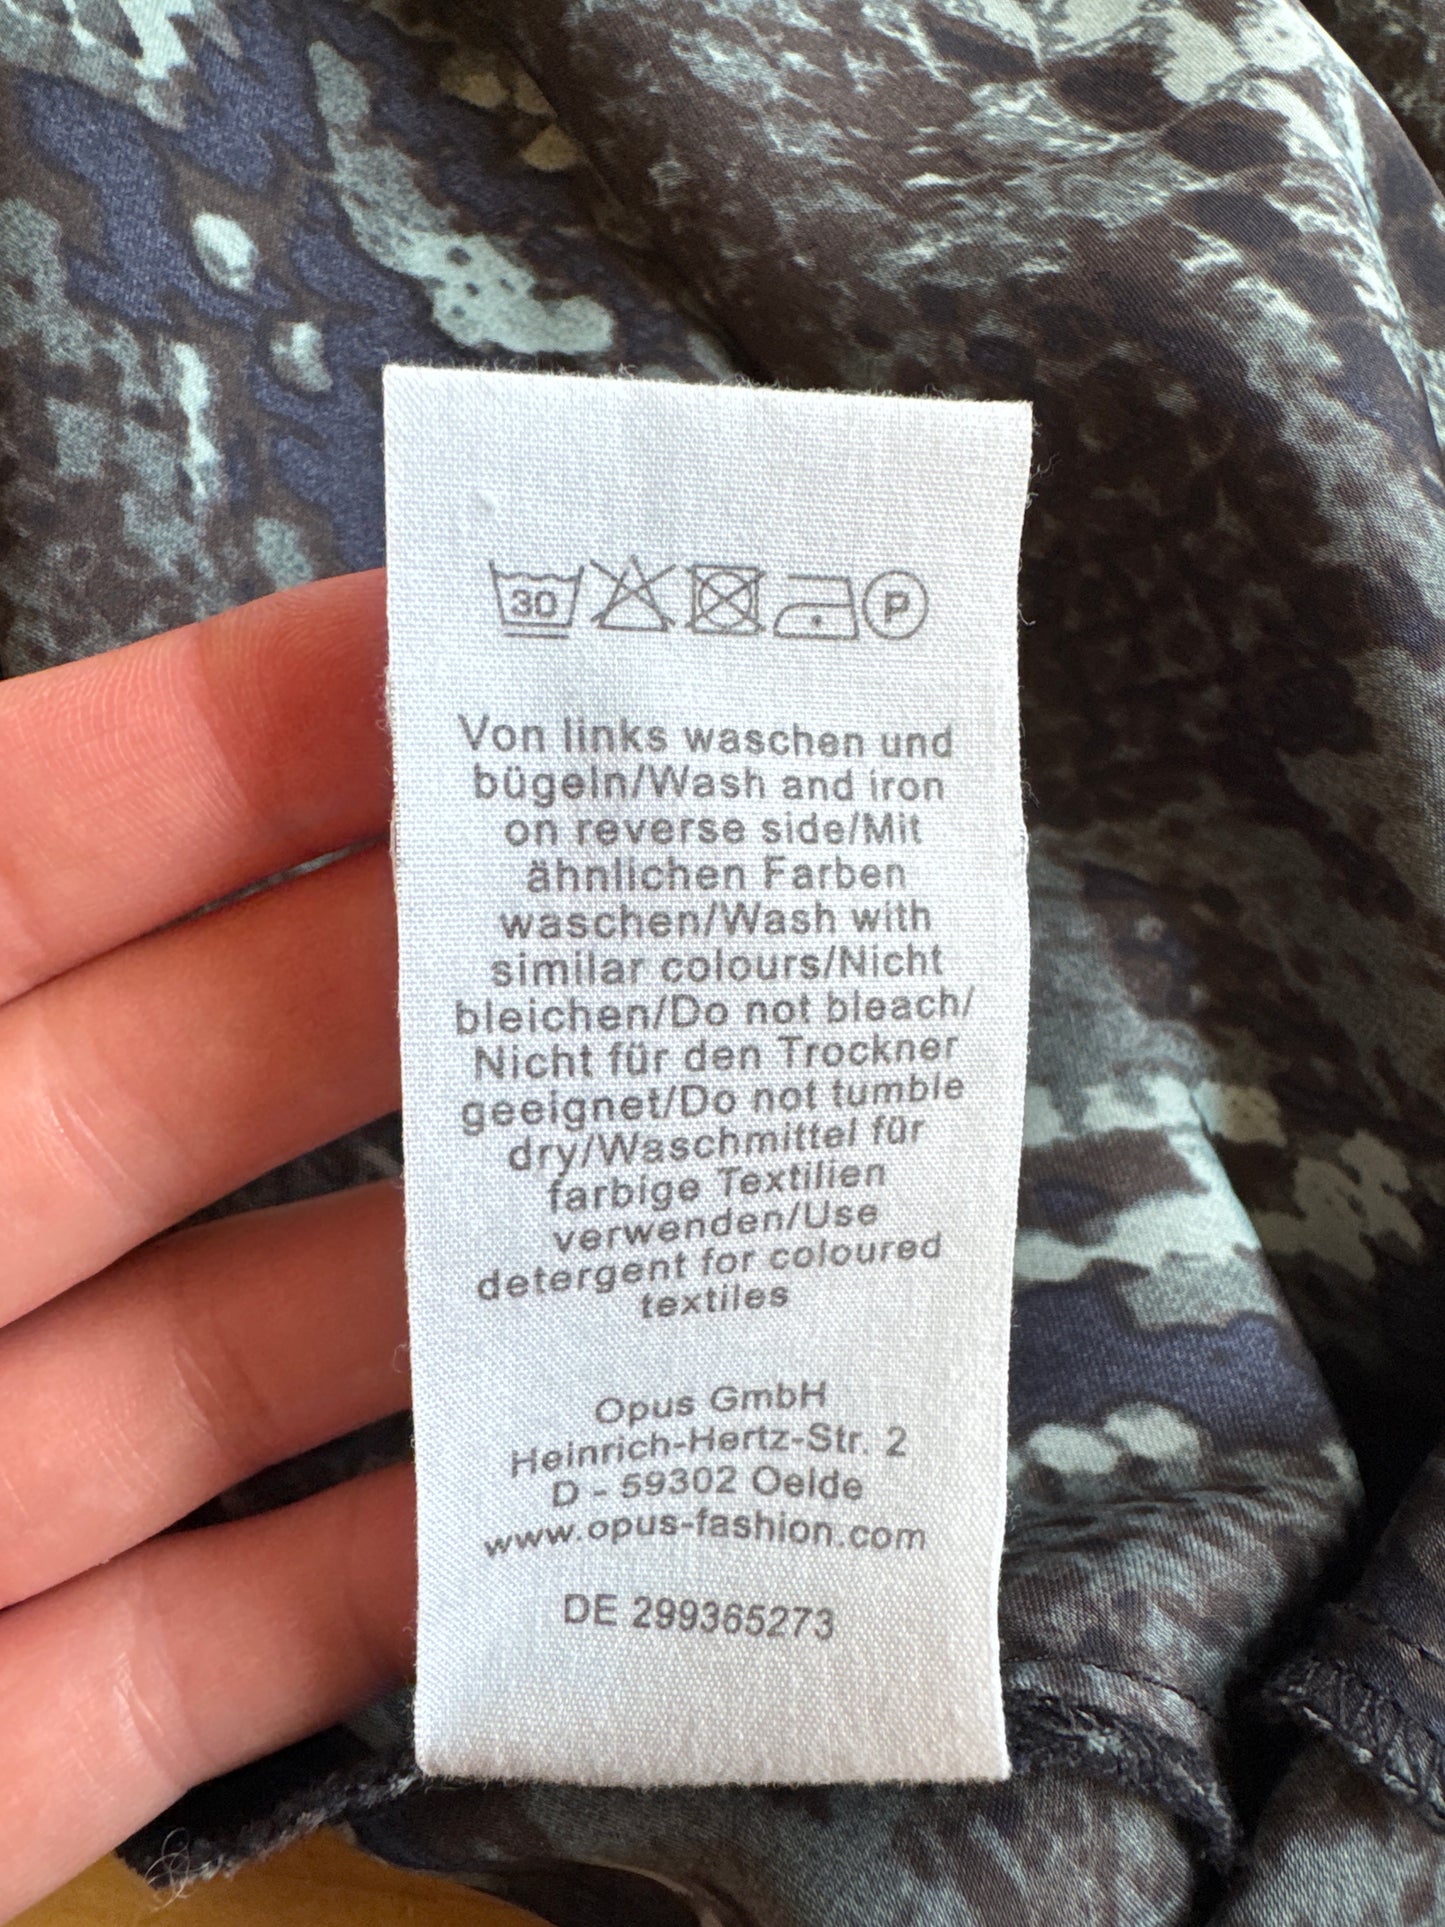 30 P
Von links waschen und
bügeln/Wash and iron
on reverse side/Mit
ähnlichen Farben
waschen/Wash with
similar colours/Nicht
bleichen/Do not bleach/
Nicht für den Trockner
geeignet/Do not tumble
dry/Waschmittel für
farbige Textilien
verwenden/Use
detergent for coloured
textiles
Opus GmbH
Heinrich-Hertz-Str. 2
D - 59302 Oelde
www.opus-fashion.com
DE 299365273